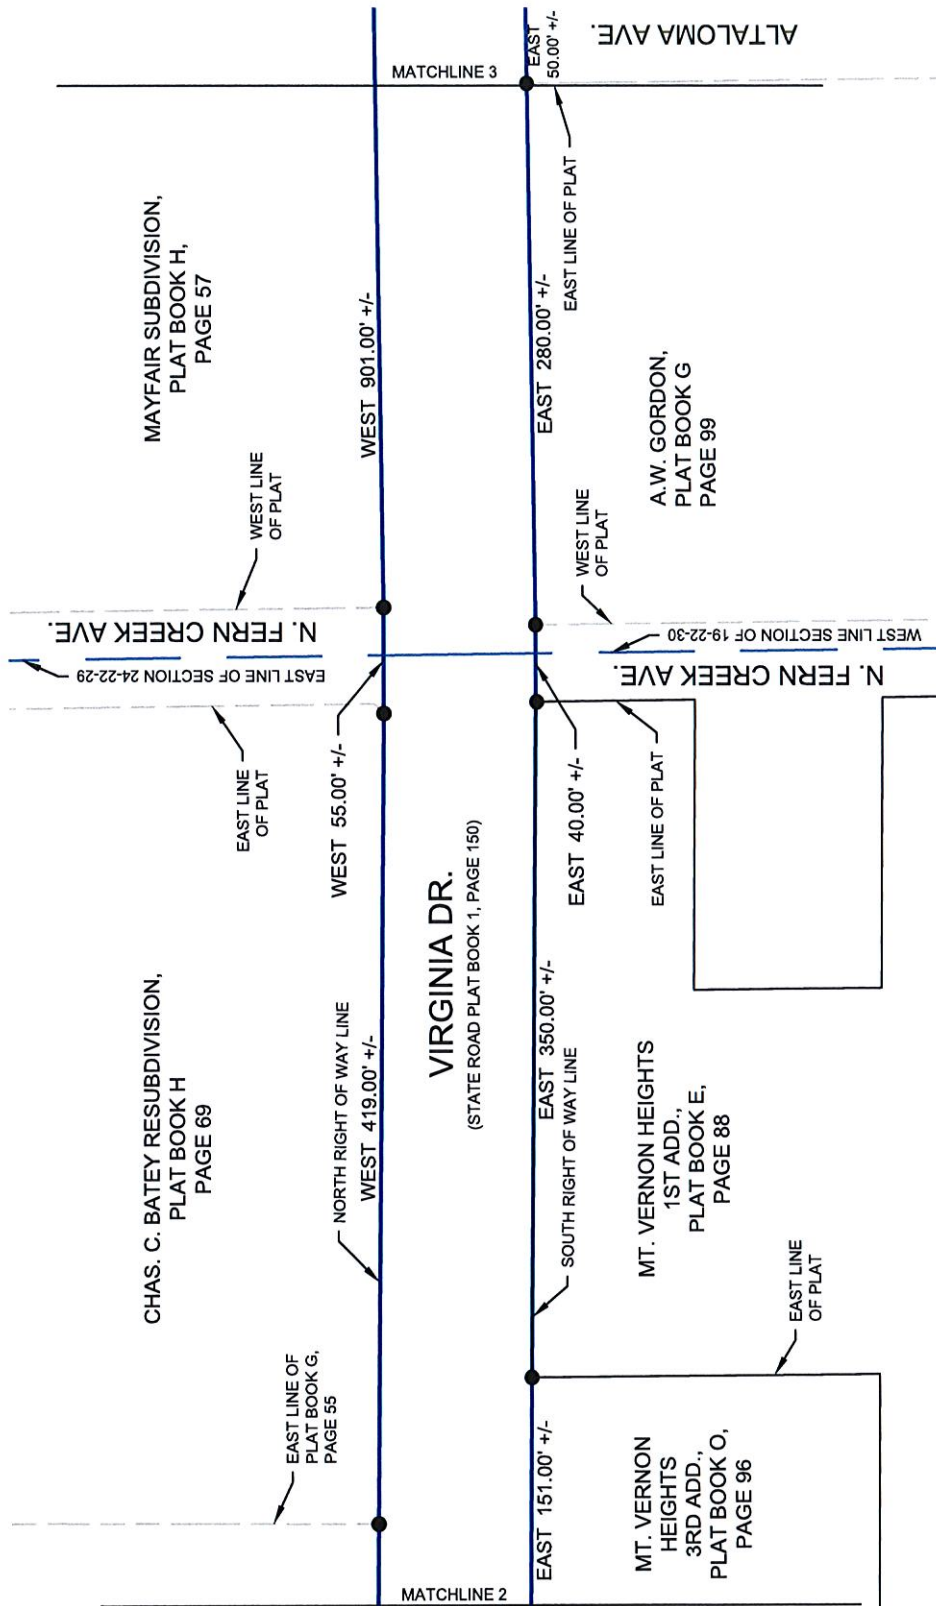 CHAS. C. BATEY RESUBDIVISION,
PLAT BOOK H
PAGE 69
MAYFAIR SUBDIVISION,
PLAT BOOK H,
PAGE 57
EAST LINE OF
PLAT BOOK G,
PAGE 55
EAST LINE
OF PLAT
WEST LINE
OF PLAT
EAST LINE OF SECTION 24-22-29
N. FERN CREEK AVE.
NORTH RIGHT OF WAY LINE
WEST 419.00' +/-
WEST 55.00' +/-
WEST 901.00' +/-
MATCHLINE 2
MATCHLINE 3
VIRGINIA DR.
(STATE ROAD PLAT BOOK 1, PAGE 150)
EAST 151.00' +/-
EAST 350.00' +/-
EAST 40.00' +/-
EAST 280.00' +/-
EAST
50.00' +/-
SOUTH RIGHT OF WAY LINE
WEST LINE
OF PLAT
EAST LINE OF PLAT
WEST LINE SECTION OF 19-22-30
N. FERN CREEK AVE.
EAST LINE OF PLAT
ALTALOMA AVE.
MT. VERNON
HEIGHTS
3RD ADD.,
PLAT BOOK O,
PAGE 96
EAST LINE
OF PLAT
MT. VERNON HEIGHTS
1ST ADD.,
PLAT BOOK E,
PAGE 88
A.W. GORDON,
PLAT BOOK G
PAGE 99